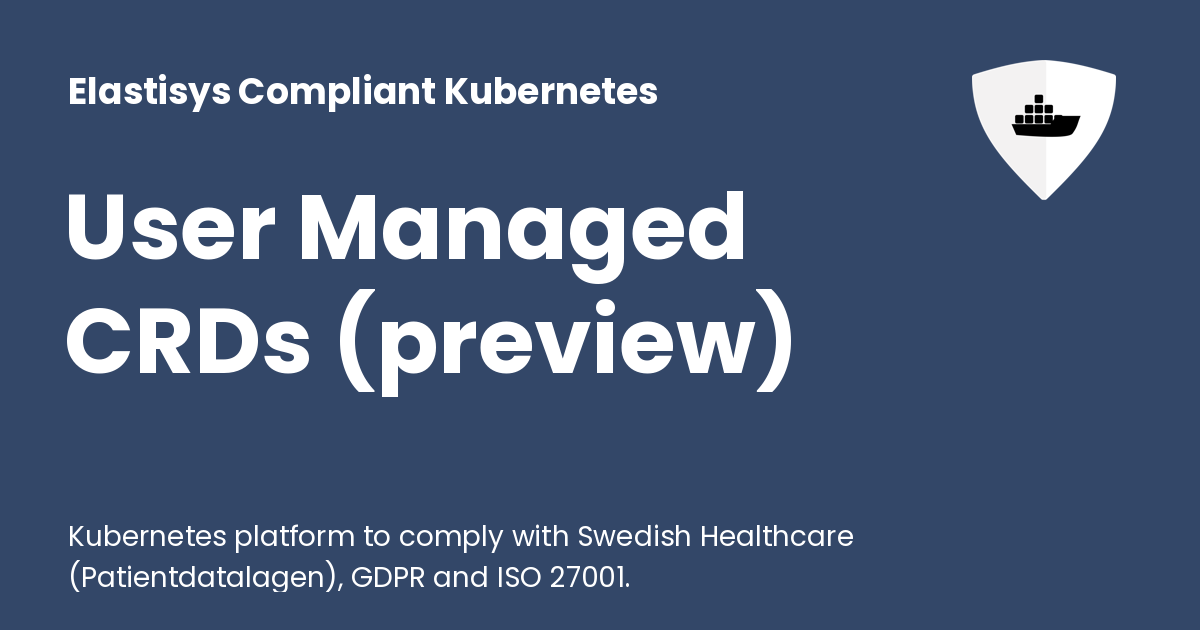 Elastisys Compliant Kubernetes
User Managed
CRDs (preview)
Kubernetes platform to comply with Swedish Healthcare
(Patientdatalagen), GDPR and ISO 27001.